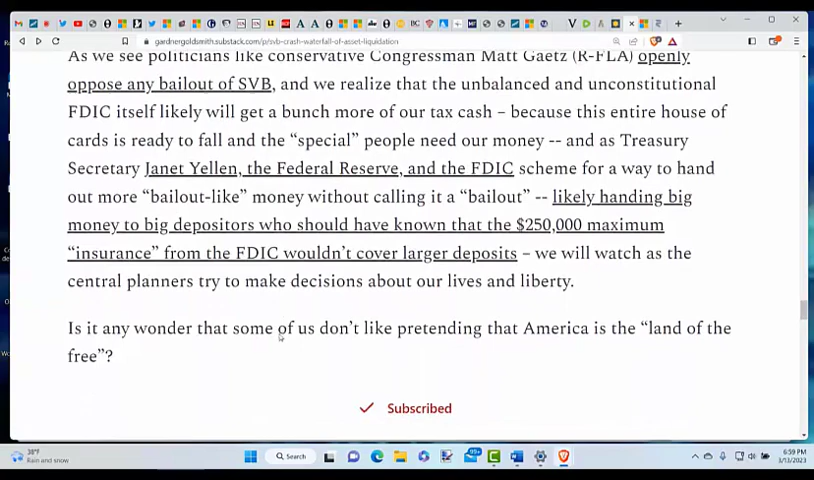 gardnergoldsmith.substack.com/p/svb-crash-waterfall-of-asset-liquidation
As we see politicians like conservative Congressman Matt Gaetz (R-FLA) openly
oppose any bailout of SVB, and we realize that the unbalanced and unconstitutional
FDIC itself likely will get a bunch more of our tax cash – because this entire house of
cards is ready to fall and the “special” people need our money -- and as Treasury
Secretary Janet Yellen, the Federal Reserve, and the FDIC scheme for a way to hand
out more “bailout-like” money without calling it a “bailout” -- likely handing big
money to big depositors who should have known that the $250,000 maximum
“insurance” from the FDIC wouldn’t cover larger deposits – we will watch as the
central planners try to make decisions about our lives and liberty.
Is it any wonder that some of us don’t like pretending that America is the “land of the
free”?
Subscribed
38°F
Rain and snow
Search
99+
6:59 PM
3/13/2023